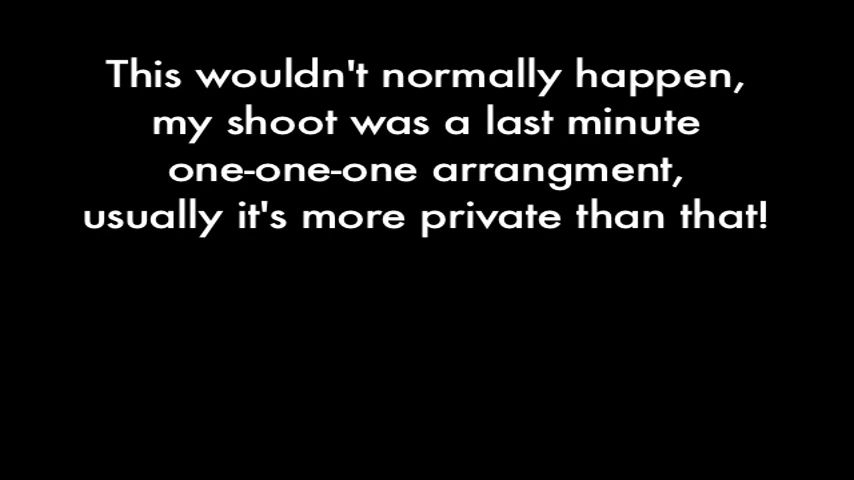 This wouldn't normally happen,
my shoot was a last minute
one-one-one arrangment,
usually it's more private than that!